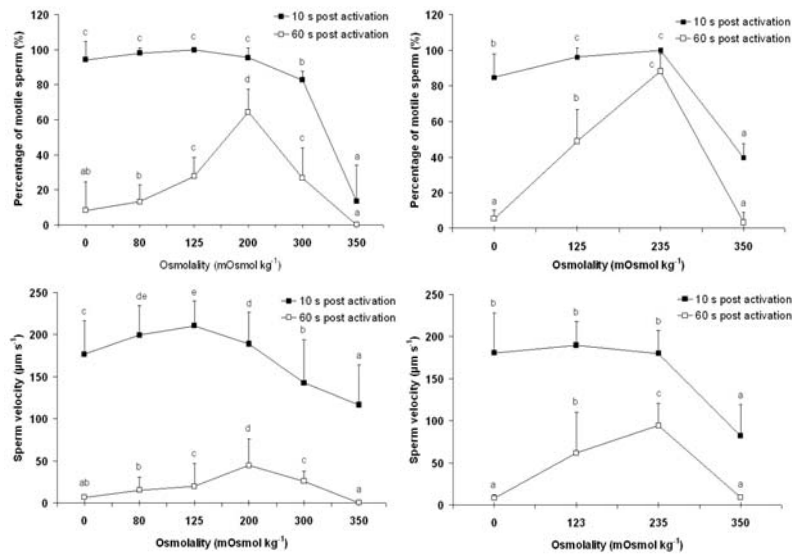 120
100
80
60
40
20
0
Percentage of motile sperm (%)
10 s post activation
60 s post activation
c c c c b a
ab b c d c a
0 80 125 200 300 350
Osmolality (mOsmol kg⁻¹)
120
100
80
60
40
20
0
Percentage of motile sperm (%)
10 s post activation
60 s post activation
b c c a
a b c a
0 125 235 350
Osmolality (mOsmol kg⁻¹)
250
200
150
100
50
0
Sperm velocity (µm s⁻¹)
10 s post activation
60 s post activation
c de e d b a
ab b c d c a
0 80 125 200 300 350
Osmolality (mOsmol kg⁻¹)
250
200
150
100
50
0
Sperm velocity (µm s⁻¹)
10 s post activation
60 s post activation
b b b a
a b c a
0 123 235 350
Osmolality (mOsmol kg⁻¹)